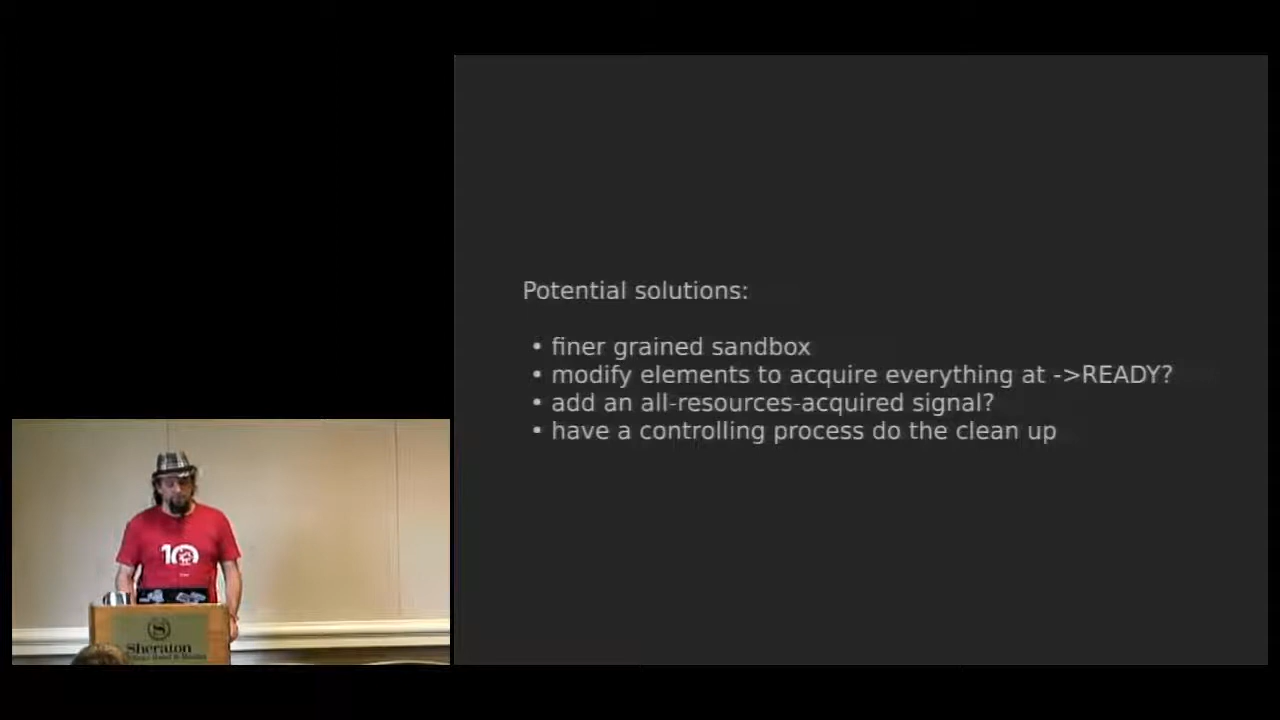 Potential solutions:
• finer grained sandbox
• modify elements to acquire everything at ->READY?
• add an all-resources-acquired signal?
• have a controlling process do the clean up
10
S
Sheraton